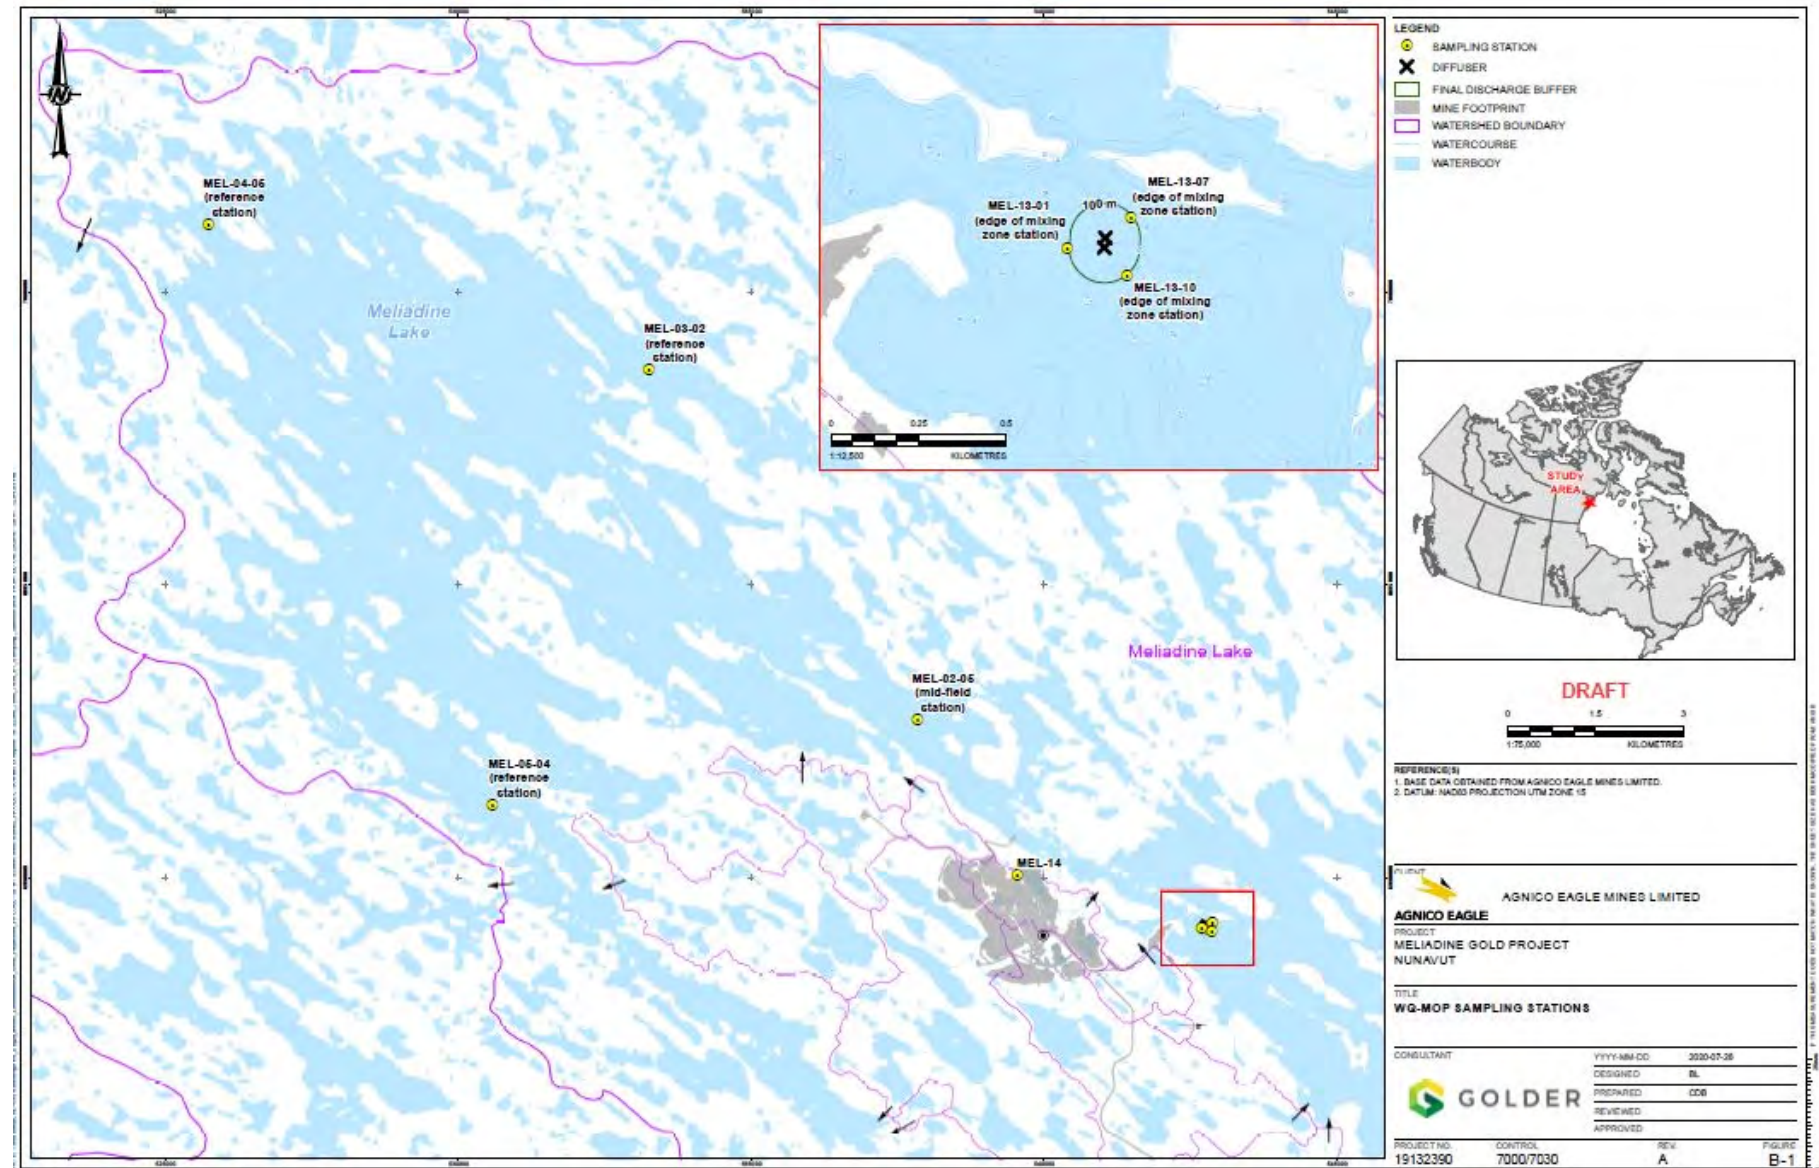 MEL-04-05
(reference
station)
Meliadine
Lake
MEL-03-02
(reference
station)
MEL-02-05
(mid-field
station)
MEL-05-04
(reference
station)
MEL-14
Meliadine Lake
MEL-13-01
(edge of mixing
zone station)
100 m
MEL-13-07
(edge of mixing
zone station)
MEL-13-10
(edge of mixing
zone station)
0 0.25 0.5
1:12,500 KILOMETRES
N
LEGEND
SAMPLING STATION
DIFFUSER
FINAL DISCHARGE BUFFER
MINE FOOTPRINT
WATERSHED BOUNDARY
WATERCOURSE
WATERBODY
STUDY
AREA
DRAFT
0 1.5 3
1:75,000 KILOMETRES
REFERENCE(S)
1. BASE DATA OBTAINED FROM AGNICO EAGLE MINES LIMITED.
2. DATUM: NAD83 PROJECTION UTM ZONE 15
CLIENT
AGNICO EAGLE MINES LIMITED
AGNICO EAGLE
PROJECT
MELIADINE GOLD PROJECT
NUNAVUT
TITLE
WQ-MOP SAMPLING STATIONS
CONSULTANT
GOLDER
YYYY-MM-DD
DESIGNED BL
PREPARED CDB
REVIEWED
APPROVED
PROJECT NO. CONTROL REV. FIGURE
19132390 7000/7030 A B-1